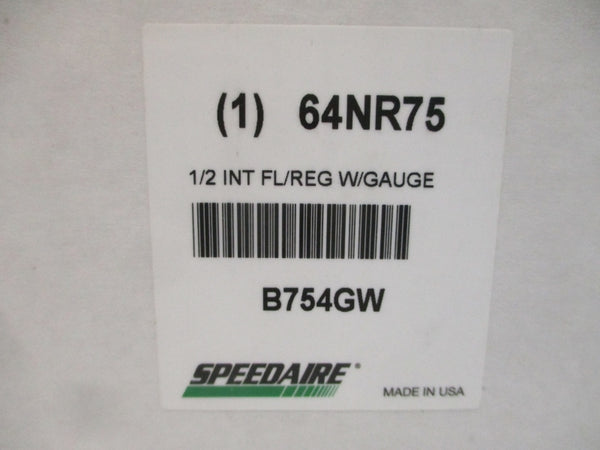 (1) 64NR75
1/2 INT FL/REG W/GAUGE
B754GW
SPEEDAIRE®
MADE IN USA